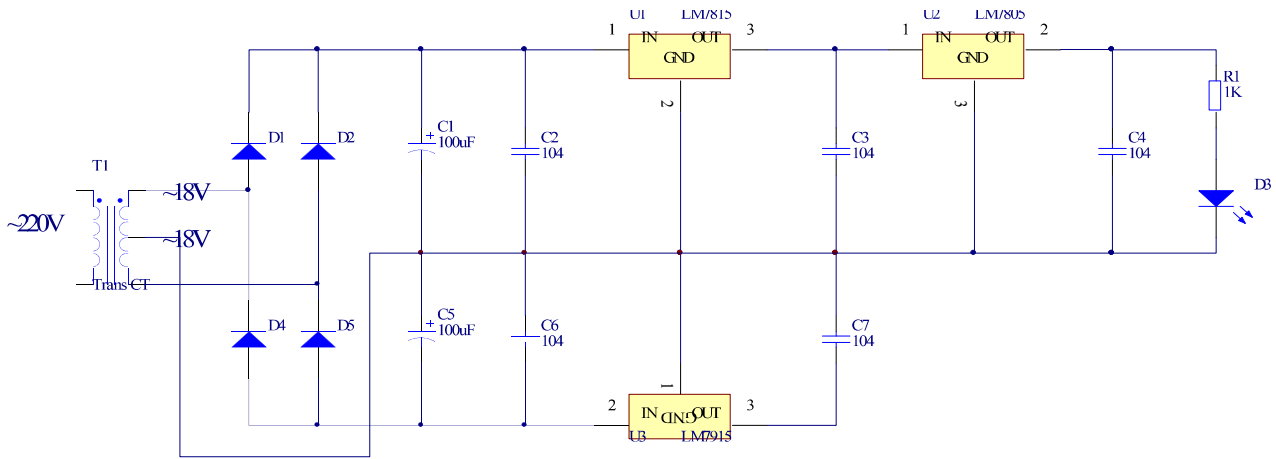 U1 LM7815
U2 LM7805
1 IN OUT 3
GND
2
1 IN OUT 2
GND
3
R1
1K
D1
D2
C1
100uF
C2
104
C3
104
C4
104
D3
T1
~220V
~18V
~18V
Trans CT
D4
D5
C5
100uF
C6
104
C7
104
1
2 IN OUT 3
GND
U3 LM7915